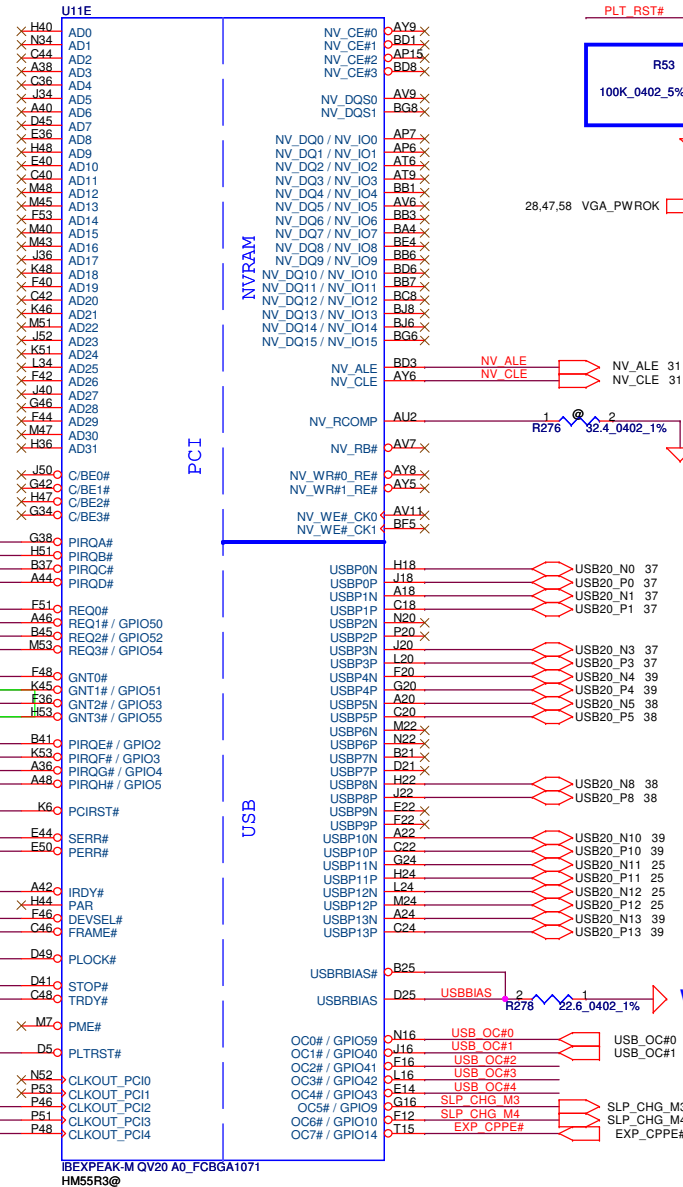 U11E
PLT_RST#
R53
100K_0402_5%
28,47,58 VGA_PWROK
PCI
NVRAM
USB
H40 AD0
N34 AD1
C44 AD2
A38 AD3
C36 AD4
J34 AD5
A40 AD6
D45 AD7
E36 AD8
H48 AD9
E40 AD10
C40 AD11
M48 AD12
M45 AD13
F53 AD14
M40 AD15
M43 AD16
J36 AD17
K48 AD18
F40 AD19
C42 AD20
K46 AD21
M51 AD22
J52 AD23
K51 AD24
L34 AD25
F42 AD26
J40 AD27
G46 AD28
F44 AD29
M47 AD30
H36 AD31
J50 C/BE0#
G42 C/BE1#
H47 C/BE2#
G34 C/BE3#
G38 PIRQA#
H51 PIRQB#
B37 PIRQC#
A44 PIRQD#
F51 REQ0#
A46 REQ1# / GPIO50
B45 REQ2# / GPIO52
M53 REQ3# / GPIO54
F48 GNT0#
K45 GNT1# / GPIO51
F36 GNT2# / GPIO53
H53 GNT3# / GPIO55
B41 PIRQE# / GPIO2
K53 PIRQF# / GPIO3
A36 PIRQG# / GPIO4
A48 PIRQH# / GPIO5
K6 PCIRST#
E44 SERR#
E50 PERR#
A42 IRDY#
H44 PAR
F46 DEVSEL#
C46 FRAME#
D49 PLOCK#
D41 STOP#
C48 TRDY#
M7 PME#
D5 PLTRST#
N52 CLKOUT_PCI0
P53 CLKOUT_PCI1
P46 CLKOUT_PCI2
P51 CLKOUT_PCI3
P48 CLKOUT_PCI4
NV_CE#0 AY9
NV_CE#1 BD1
NV_CE#2 AP15
NV_CE#3 BD8
NV_DQS0 AV9
NV_DQS1 BG8
NV_DQ0 / NV_IO0 AP7
NV_DQ1 / NV_IO1 AP6
NV_DQ2 / NV_IO2 AT6
NV_DQ3 / NV_IO3 AT9
NV_DQ4 / NV_IO4 BB1
NV_DQ5 / NV_IO5 AV6
NV_DQ6 / NV_IO6 BB3
NV_DQ7 / NV_IO7 BA4
NV_DQ8 / NV_IO8 BE4
NV_DQ9 / NV_IO9 BB6
NV_DQ10 / NV_IO10 BD6
NV_DQ11 / NV_IO11 BB7
NV_DQ12 / NV_IO12 BC8
NV_DQ13 / NV_IO13 BJ8
NV_DQ14 / NV_IO14 BJ6
NV_DQ15 / NV_IO15 BG6
NV_ALE BD3 NV_ALE NV_ALE 31
NV_CLE AY6 NV_CLE NV_CLE 31
NV_RCOMP AU2 1 @ 2
R276 32.4_0402_1%
NV_RB# AV7
NV_WR#0_RE# AY8
NV_WR#1_RE# AY5
NV_WE#_CK0 AV11
NV_WE#_CK1 BF5
USBP0N H18 USB20_N0 37
USBP0P J18 USB20_P0 37
USBP1N A18 USB20_N1 37
USBP1P C18 USB20_P1 37
USBP2N N20
USBP2P P20
USBP3N J20 USB20_N3 37
USBP3P L20 USB20_P3 37
USBP4N F20 USB20_N4 39
USBP4P G20 USB20_P4 39
USBP5N A20 USB20_N5 38
USBP5P C20 USB20_P5 38
USBP6N M22
USBP6P N22
USBP7N B21
USBP7P D21
USBP8N H22 USB20_N8 38
USBP8P J22 USB20_P8 38
USBP9N E22
USBP9P F22
USBP10N A22 USB20_N10 39
USBP10P C22 USB20_P10 39
USBP11N G24 USB20_N11 25
USBP11P H24 USB20_P11 25
USBP12N L24 USB20_N12 25
USBP12P M24 USB20_P12 25
USBP13N A24 USB20_N13 39
USBP13P C24 USB20_P13 39
USBRBIAS# B25
USBRBIAS D25 USBBIAS 2 1
R278 22.6_0402_1%
OC0# / GPIO59 N16 USB_OC#0 USB_OC#0
OC1# / GPIO40 J16 USB_OC#1 USB_OC#1
OC2# / GPIO41 F16 USB_OC#2
OC3# / GPIO42 L16 USB_OC#3
OC4# / GPIO43 E14 USB_OC#4
OC5# / GPIO9 G16 SLP_CHG_M3 SLP_CHG_M3
OC6# / GPIO10 F12 SLP_CHG_M4 SLP_CHG_M4
OC7# / GPIO14 T15 EXP_CPPE# EXP_CPPE#
IBEXPEAK-M QV20 A0_FCBGA1071
HM55R3@